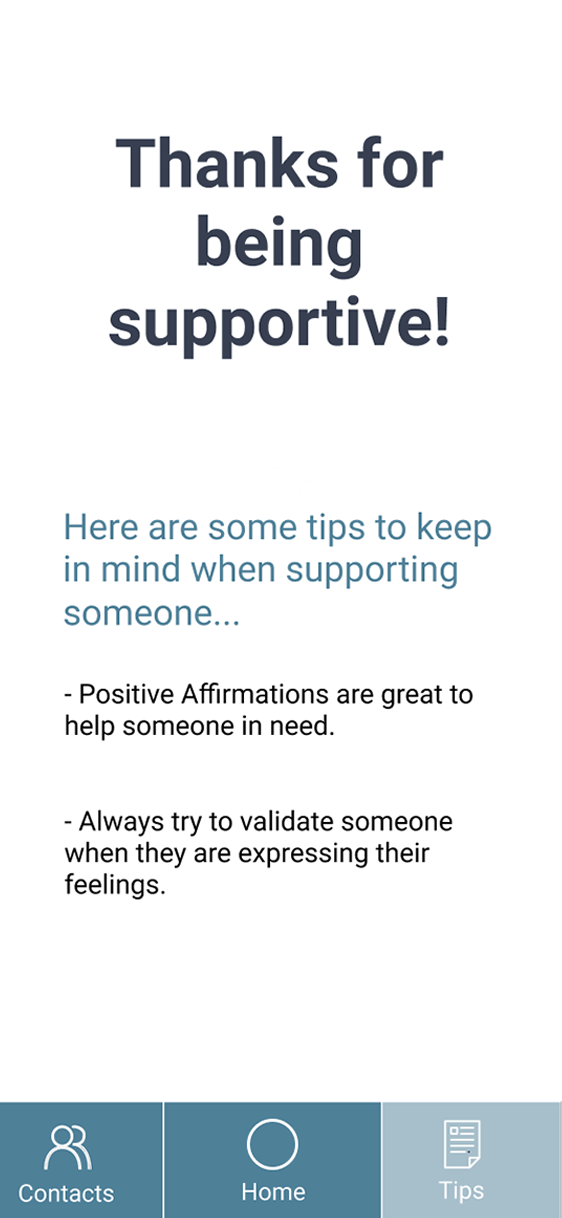 Thanks for
being
supportive!
Here are some tips to keep
in mind when supporting
someone...
- Positive Affirmations are great to
help someone in need.
- Always try to validate someone
when they are expressing their
feelings.
Contacts
Home
Tips